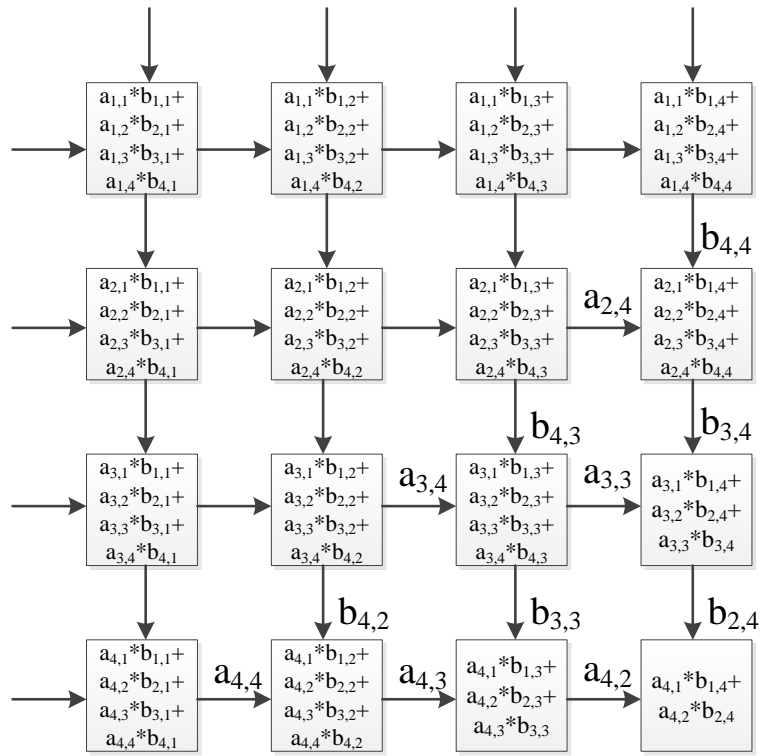 a1,1*b1,1+
a1,2*b2,1+
a1,3*b3,1+
a1,4*b4,1
a1,1*b1,2+
a1,2*b2,2+
a1,3*b3,2+
a1,4*b4,2
a1,1*b1,3+
a1,2*b2,3+
a1,3*b3,3+
a1,4*b4,3
a1,1*b1,4+
a1,2*b2,4+
a1,3*b3,4+
a1,4*b4,4
b4,4
a2,1*b1,1+
a2,2*b2,1+
a2,3*b3,1+
a2,4*b4,1
a2,1*b1,2+
a2,2*b2,2+
a2,3*b3,2+
a2,4*b4,2
a2,1*b1,3+
a2,2*b2,3+
a2,3*b3,3+
a2,4*b4,3
a2,4
a2,1*b1,4+
a2,2*b2,4+
a2,3*b3,4+
a2,4*b4,4
b4,3
b3,4
a3,1*b1,1+
a3,2*b2,1+
a3,3*b3,1+
a3,4*b4,1
a3,1*b1,2+
a3,2*b2,2+
a3,3*b3,2+
a3,4*b4,2
a3,4
a3,1*b1,3+
a3,2*b2,3+
a3,3*b3,3+
a3,4*b4,3
a3,3
a3,1*b1,4+
a3,2*b2,4+
a3,3*b3,4
b4,2
b3,3
b2,4
a4,1*b1,1+
a4,2*b2,1+
a4,3*b3,1+
a4,4*b4,1
a4,4
a4,1*b1,2+
a4,2*b2,2+
a4,3*b3,2+
a4,4*b4,2
a4,3
a4,1*b1,3+
a4,2*b2,3+
a4,3*b3,3
a4,2
a4,1*b1,4+
a4,2*b2,4